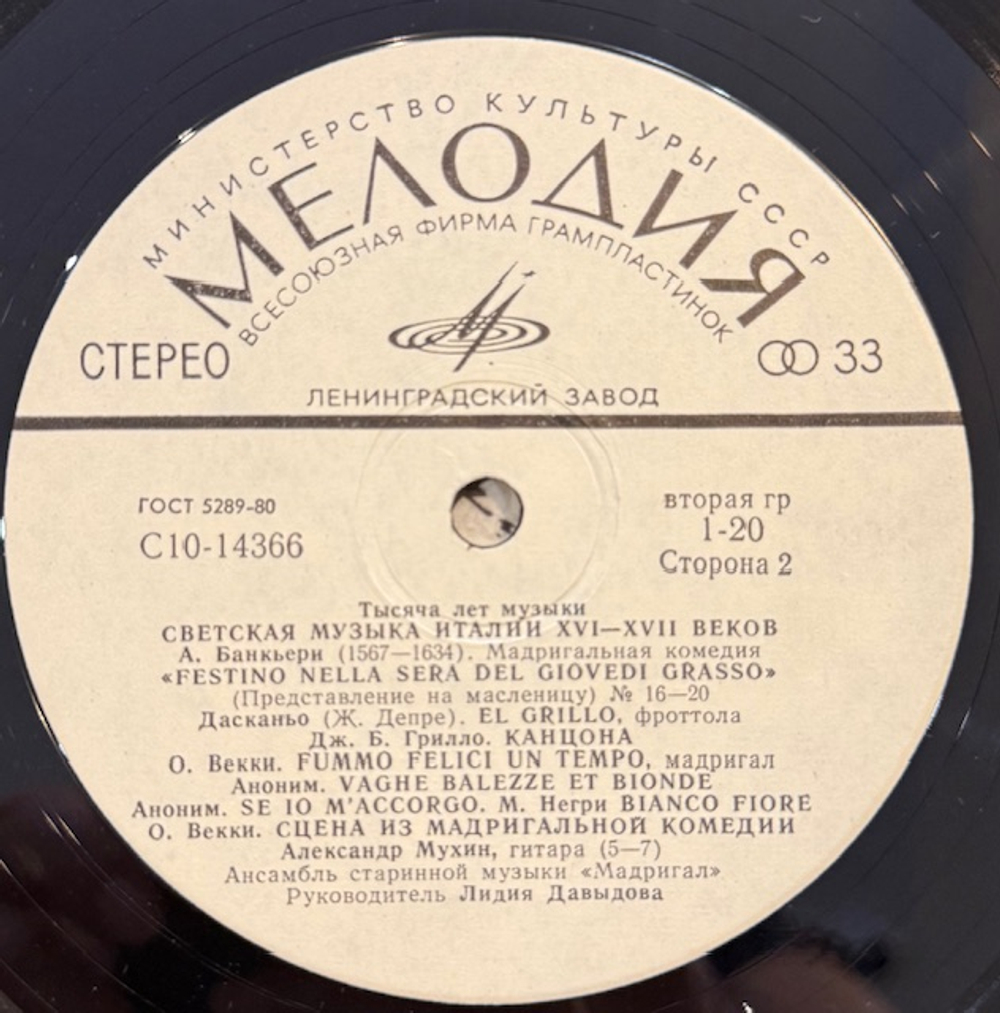 МИНИСТЕРСТВО КУЛЬТУРЫ СССР
МЕЛОДИЯ
ВСЕСОЮЗНАЯ ФИРМА ГРАМПЛАСТИНОК
СТЕРЕО
33
ЛЕНИНГРАДСКИЙ ЗАВОД
ГОСТ 5289-80
С10-14366
вторая гр
1-20
Сторона 2
Тысяча лет музыки
СВЕТСКАЯ МУЗЫКА ИТАЛИИ XVI—XVII ВЕКОВ
А. Банкьери (1567—1634). Мадригальная комедия
«FESTINO NELLA SERA DEL GIOVEDI GRASSO»
(Представление на масленицу) № 16—20
Дасканьо (Ж. Депре). EL GRILLO, фроттола
Дж. Б. Грилло. КАНЦОНА
О. Векки. FUMMO FELICI UN TEMPO, мадригал
Аноним. VAGHE BALEZZE ET BIONDE
Аноним. SE IO M'ACCORGO. М. Негри BIANCO FIORE
О. Векки. СЦЕНА ИЗ МАДРИГАЛЬНОЙ КОМЕДИИ
Александр Мухин, гитара (5—7)
Ансамбль старинной музыки «Мадригал»
Руководитель Лидия Давыдова